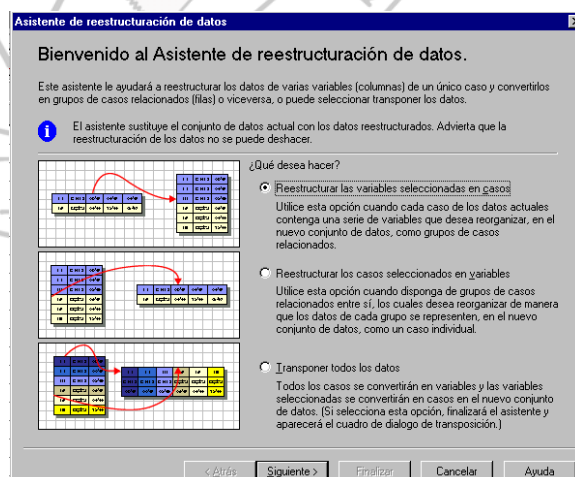 Asistente de reestructuración de datos
Bienvenido al Asistente de reestructuración de datos.
Este asistente le ayudará a reestructurar los datos de varias variables (columnas) de un único caso y convertirlos
en grupos de casos relacionados (filas) o viceversa, o puede seleccionar transponer los datos.
El asistente sustituye el conjunto de datos actual con los datos reestructurados. Advierta que la
reestructuración de los datos no se puede deshacer.
¿Qué desea hacer?
Reestructurar las variables seleccionadas en casos
Utilice esta opción cuando cada caso de los datos actuales
contenga una serie de variables que desea reorganizar, en el
nuevo conjunto de datos, como grupos de casos
relacionados.
Reestructurar los casos seleccionados en variables
Utilice esta opción cuando disponga de grupos de casos
relacionados entre sí, los cuales desea reorganizar de manera
que los datos de cada grupo se representen, en el nuevo
conjunto de datos, como un caso individual.
Transponer todos los datos
Todos los casos se convertirán en variables y las variables
seleccionadas se convertirán en casos en el nuevo conjunto
de datos. (Si selecciona esta opción, finalizará el asistente y
aparecerá el cuadro de dialogo de transposición.)
< Atrás Siguiente > Finalizar Cancelar Ayuda